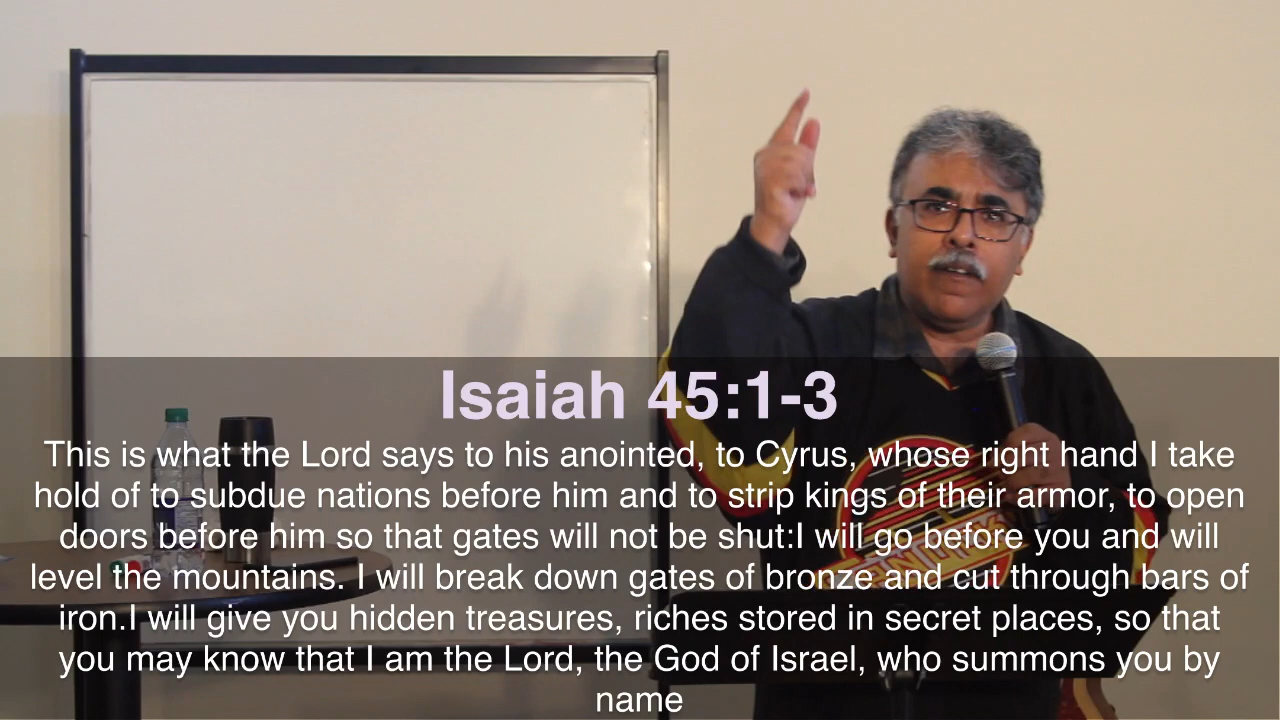 Isaiah 45:1-3
This is what the Lord says to his anointed, to Cyrus, whose right hand I take
hold of to subdue nations before him and to strip kings of their armor, to open
doors before him so that gates will not be shut:I will go before you and will
level the mountains. I will break down gates of bronze and cut through bars of
iron.I will give you hidden treasures, riches stored in secret places, so that
you may know that I am the Lord, the God of Israel, who summons you by
name